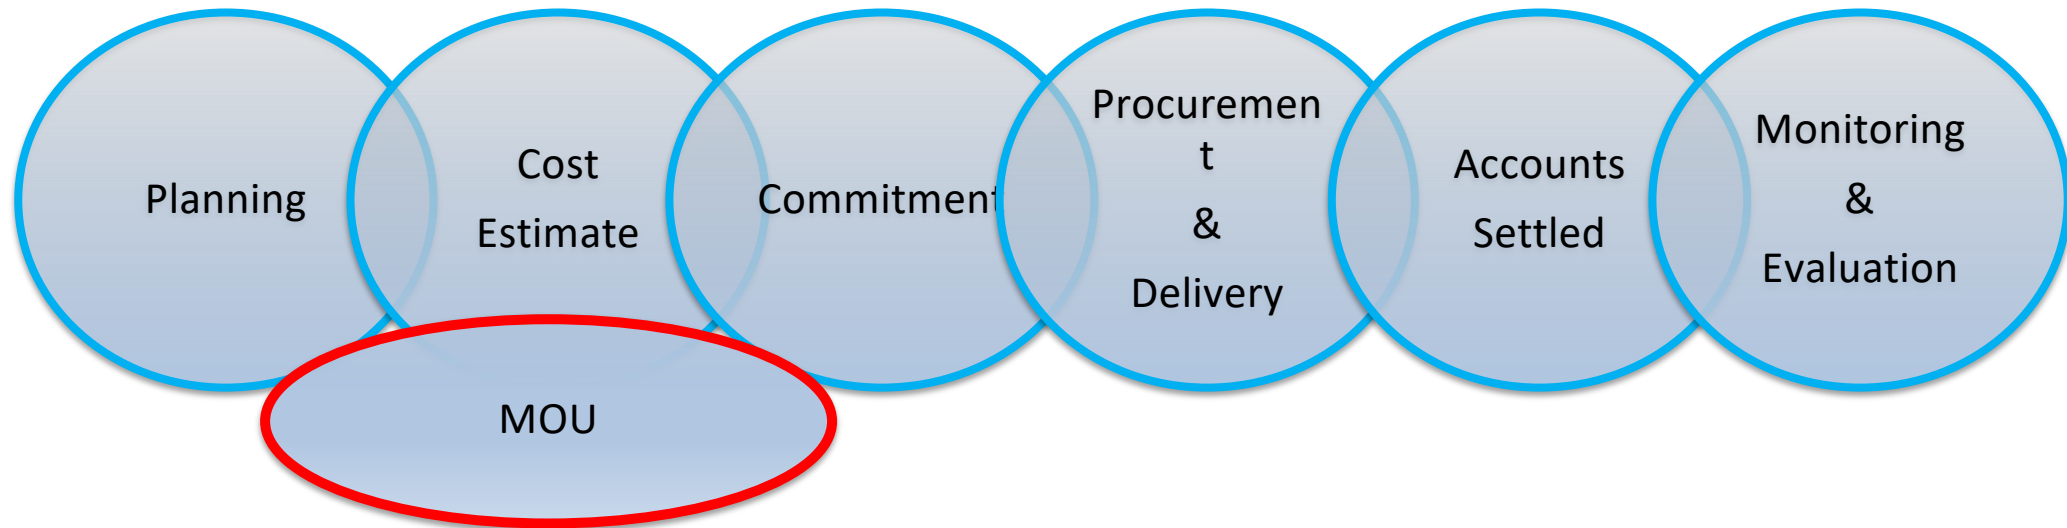 Planning
Cost
Estimate
Commitment
Procuremen
t
&
Delivery
Accounts
Settled
Monitoring
&
Evaluation
MOU